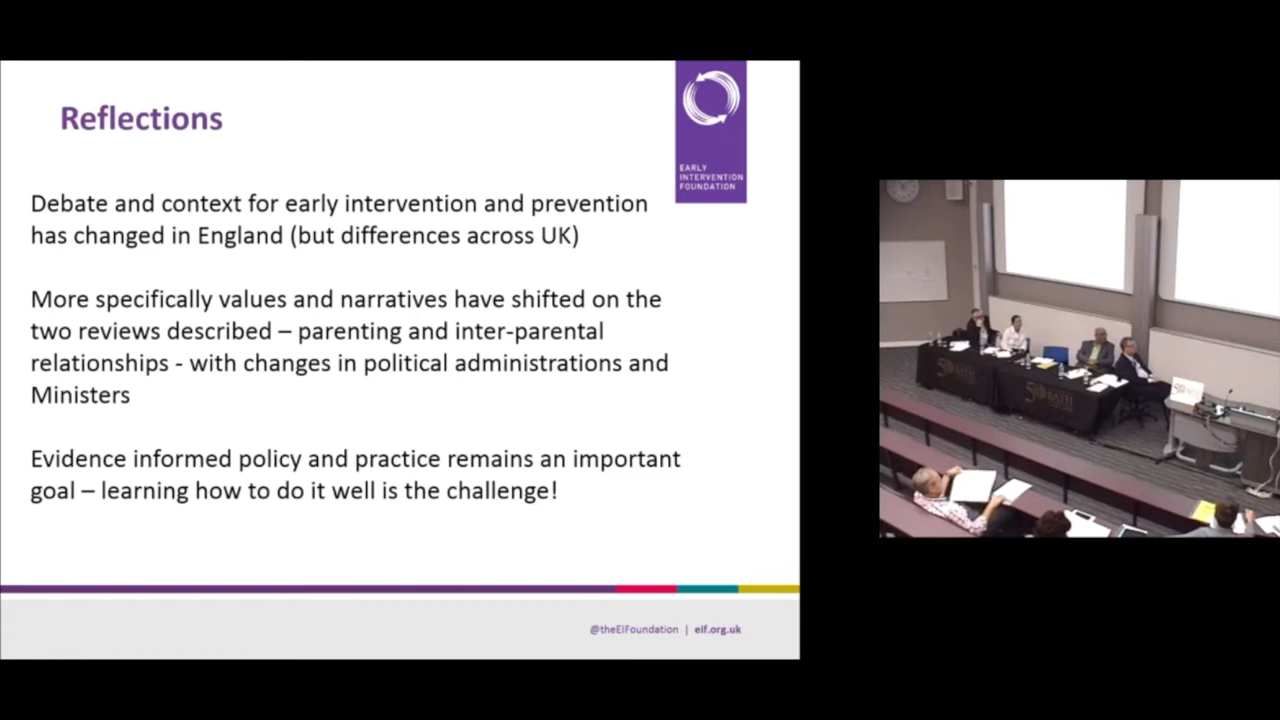 Reflections
EARLY
INTERVENTION
FOUNDATION
Debate and context for early intervention and prevention
has changed in England (but differences across UK)
More specifically values and narratives have shifted on the
two reviews described – parenting and inter-parental
relationships - with changes in political administrations and
Ministers
Evidence informed policy and practice remains an important
goal – learning how to do it well is the challenge!
@theEIFoundation | eif.org.uk
BATH